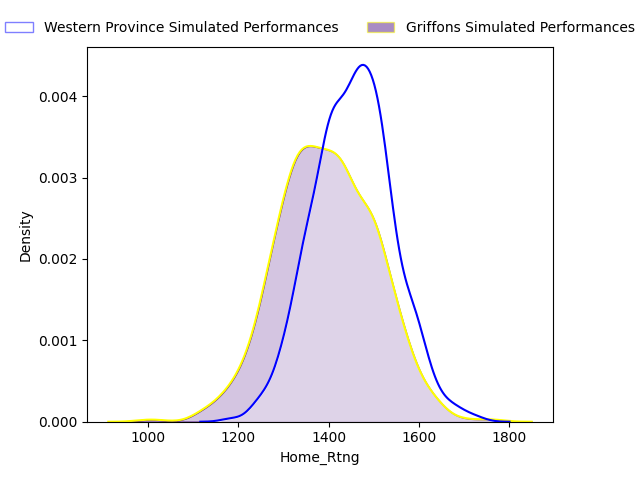 Western Province Simulated Performances
Griffons Simulated Performances
0.004
0.003
0.002
0.001
0.000
Density
1000 1200 1400 1600 1800
Home_Rtng